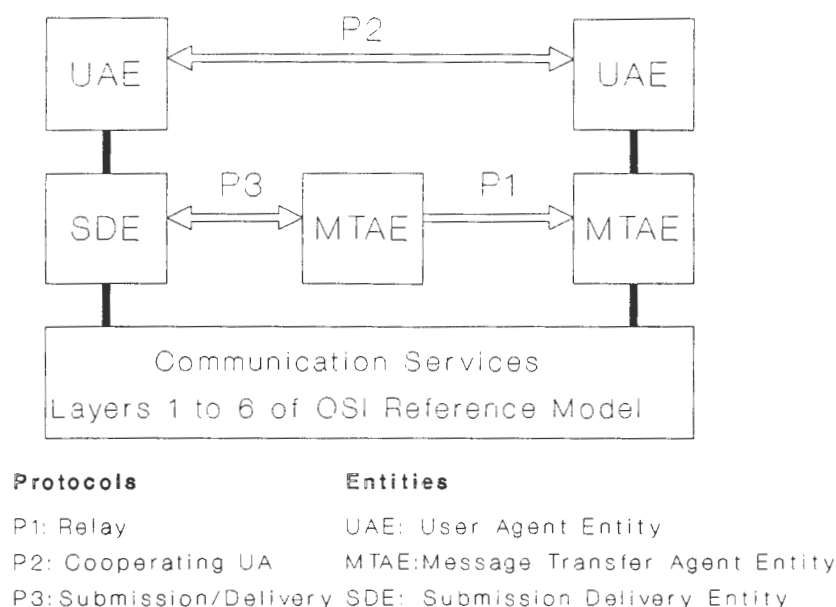 P2
UAE UAE
P3 P1
SDE MTAE MTAE
Communication Services
Layers 1 to 6 of OSI Reference Model
Protocols Entities
P1: Relay UAE: User Agent Entity
P2: Cooperating UA MTAE:Message Transfer Agent Entity
P3:Submission/Delivery SDE: Submission Delivery Entity